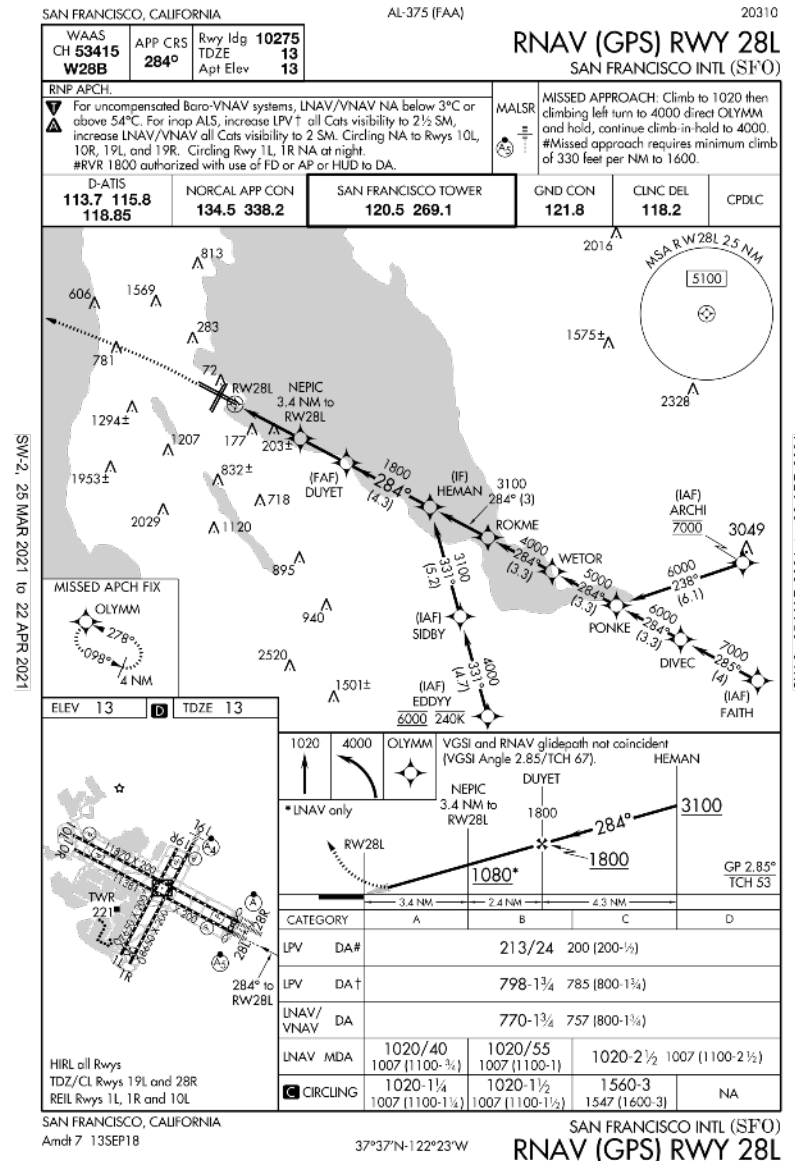 SAN FRANCISCO, CALIFORNIA
AL-375 (FAA)
20310
WAAS
CH 53415
W28B
APP CRS
284°
Rwy ldg 10275
TDZE 13
Apt Elev 13
RNAV (GPS) RWY 28L
SAN FRANCISCO INTL (SFO)
RNP APCH.
For uncompensated Baro-VNAV systems, LNAV/VNAV NA below 3°C or
above 54°C. For inop ALS, increase LPV† all Cats visibility to 2½ SM,
increase LNAV/VNAV all Cats visibility to 2 SM. Circling NA to Rwys 10L,
10R, 19L, and 19R. Circling Rwy 1L, 1R NA at night.
#RVR 1800 authorized with use of FD or AP or HUD to DA.
MALSR
A5
MISSED APPROACH: Climb to 1020 then
climbing left turn to 4000 direct OLYMM
and hold, continue climb-in-hold to 4000.
#Missed approach requires minimum climb
of 330 feet per NM to 1600.
D-ATIS
113.7 115.8
118.85
NORCAL APP CON
134.5 338.2
SAN FRANCISCO TOWER
120.5 269.1
GND CON
121.8
CLNC DEL
118.2
CPDLC
813
2016
MSA RW28L 25 NM
5100
606
1569
283
1575±
781
72
RW28L
NEPIC
3.4 NM to
RW28L
2328
1294±
1207
177
203±
1953±
832±
718
2029
1120
(FAF)
DUYET
1800
284°
(4.3)
(IF)
HEMAN
3100
284° (3)
ROKME
4000
284°
(3.3)
WETOR
5000
284°
(3.3)
PONKE
(IAF)
ARCHI
7000
3049
6000
238°
(6.1)
6000
284°
(3.3)
DIVEC
7000
285°
(4)
(IAF)
FAITH
3100
331°
(5.2)
(IAF)
SIDBY
4000
331°
(4.7)
(IAF)
EDDYY
6000 240K
895
940
2520
1501±
MISSED APCH FIX
OLYMM
278°
098°
4 NM
SW-2, 25 MAR 2021 to 22 APR 2021
ELEV 13
D
TDZE 13
10L
10R
19L
19R
11870 X 200
11381 X 200
TWR
221
1L
1R
28L
28R
A4
A
A5
284° to
RW28L
HIRL all Rwys
TDZ/CL Rwys 19L and 28R
REIL Rwys 1L, 1R and 10L
1020
4000
OLYMM
VGSI and RNAV glidepath not coincident
(VGSI Angle 2.85/TCH 67).
HEMAN
DUYET
NEPIC
3.4 NM to
RW28L
*LNAV only
RW28L
1800
284°
3100
1800
1080*
GP 2.85°
TCH 53
3.4 NM
2.4 NM
4.3 NM
CATEGORY A B C D
LPV DA# 213/24 200 (200-½)
LPV DA† 798-1¾ 785 (800-1¾)
LNAV/
VNAV DA 770-1¾ 757 (800-1¾)
LNAV MDA 1020/40 1020/55 1020-2½ 1007 (1100-2½)
1007 (1100-¾) 1007 (1100-1)
C CIRCLING 1020-1¼ 1020-1½ 1560-3 NA
1007 (1100-1¼) 1007 (1100-1½) 1547 (1600-3)
SAN FRANCISCO, CALIFORNIA
Amdt 7 13SEP18
37°37'N-122°23'W
SAN FRANCISCO INTL (SFO)
RNAV (GPS) RWY 28L